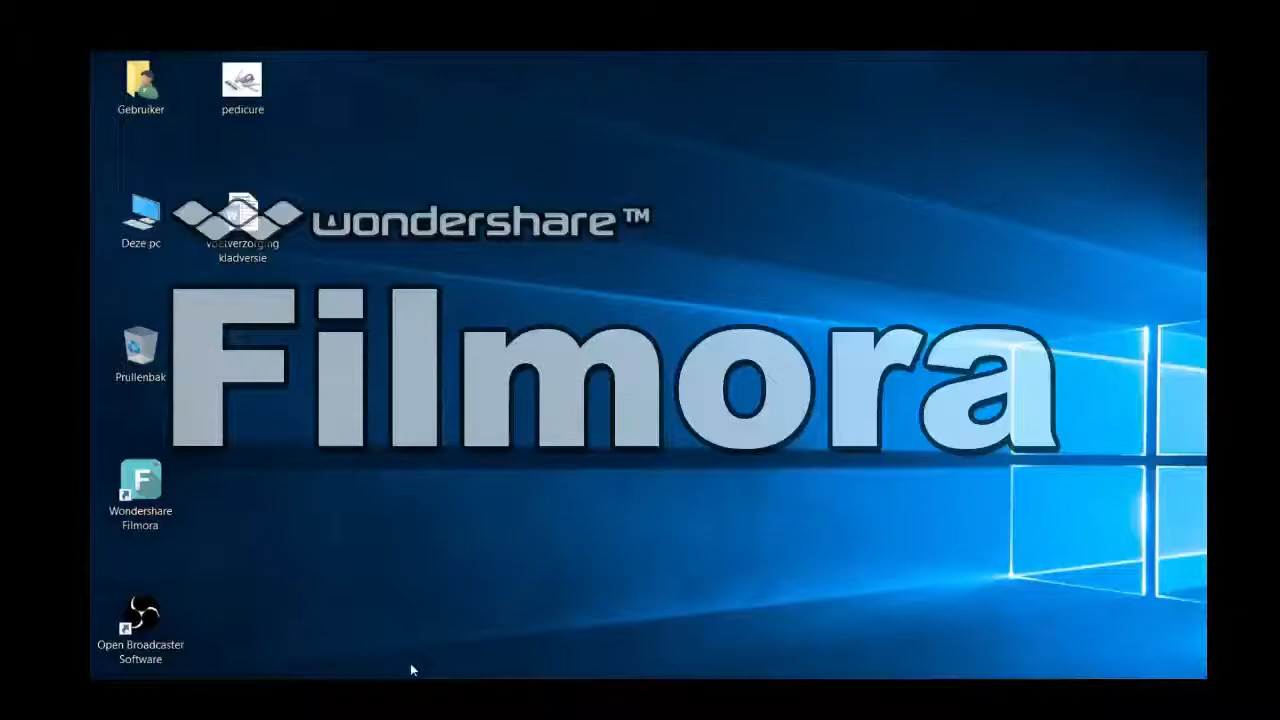 Gebruiker
pedicure
wondershare™
Deze pc
Voetverzorging
kladversie
Filmora
Prullenbak
F
Wondershare
Filmora
Open Broadcaster
Software